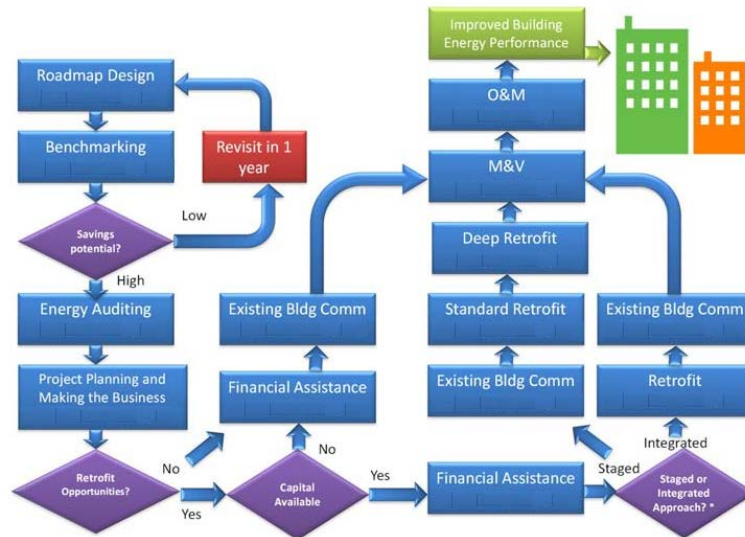 Improved Building
Energy Performance
Roadmap Design
O&M
Benchmarking
Revisit in 1
year
M&V
Low
Savings
potential?
Deep Retrofit
High
Energy Auditing
Existing Bldg Comm
Standard Retrofit
Existing Bldg Comm
Project Planning and
Making the Business
Financial Assistance
Existing Bldg Comm
Retrofit
No
No
Integrated
Staged
Retrofit
Opportunities?
Yes
Capital
Available
Yes
Financial Assistance
Staged or
Integrated
Approach? *